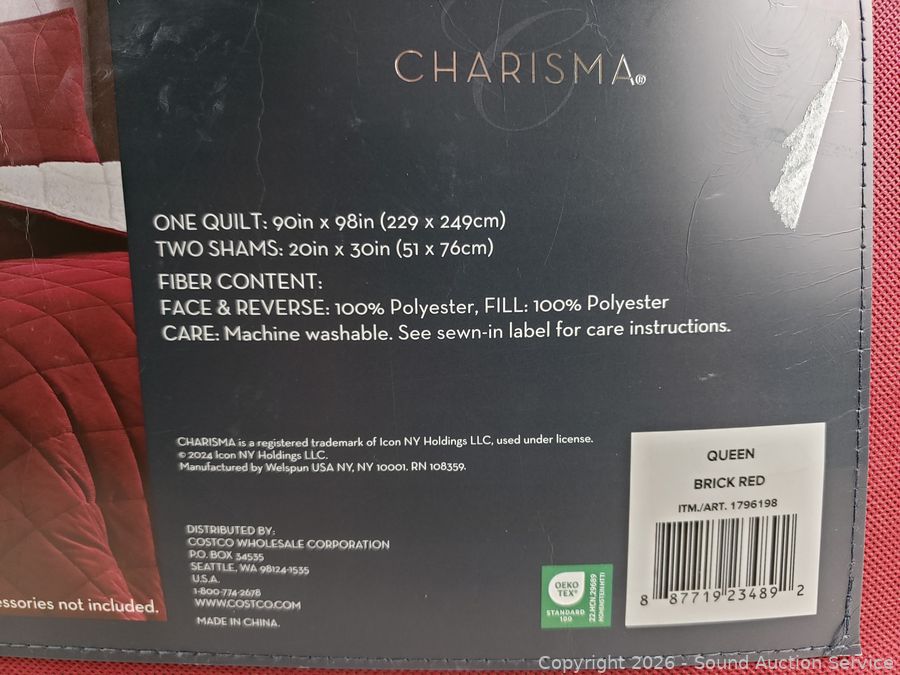 CHARISMA®
ONE QUILT: 90in x 98in (229 x 249cm)
TWO SHAMS: 20in x 30in (51 x 76cm)
FIBER CONTENT:
FACE & REVERSE: 100% Polyester, FILL: 100% Polyester
CARE: Machine washable. See sewn-in label for care instructions.
CHARISMA is a registered trademark of Icon NY Holdings LLC, used under license.
© 2024 Icon NY Holdings LLC.
Manufactured by Welspun USA NY, NY 10001. RN 108359.
DISTRIBUTED BY:
COSTCO WHOLESALE CORPORATION
P.O. BOX 34535
SEATTLE, WA 98124-1535
U.S.A.
1-800-774-2678
WWW.COSTCO.COM
MADE IN CHINA.
essories not included.
OEKO
TEX®
STANDARD
100
22.HCN.29689
HOHENSTEIN HTTI
QUEEN
BRICK RED
ITM./ART. 1796198
8 87719 23489 2
Copyright 2026 - Sound Auction Service